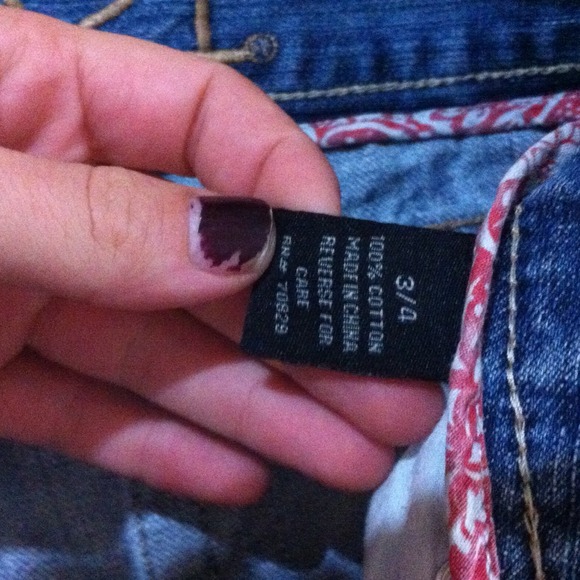 3/4
100% COTTON
MADE IN CHINA
REVERSE FOR
CARE
RN# 70829